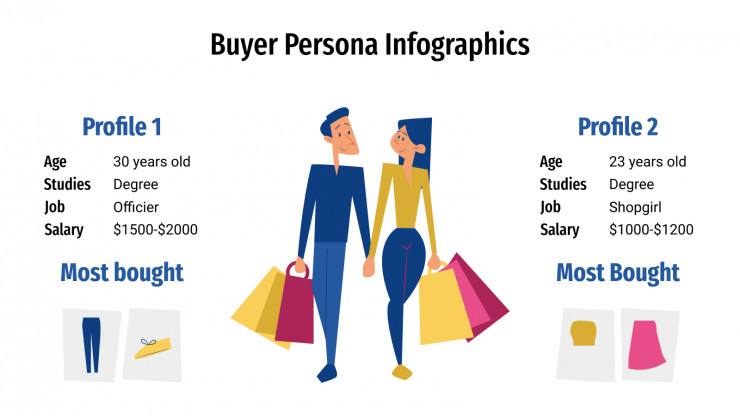 Buyer Persona Infographics
Profile 1
Age 30 years old
Studies Degree
Job Officier
Salary $1500-$2000
Most bought
Profile 2
Age 23 years old
Studies Degree
Job Shopgirl
Salary $1000-$1200
Most Bought